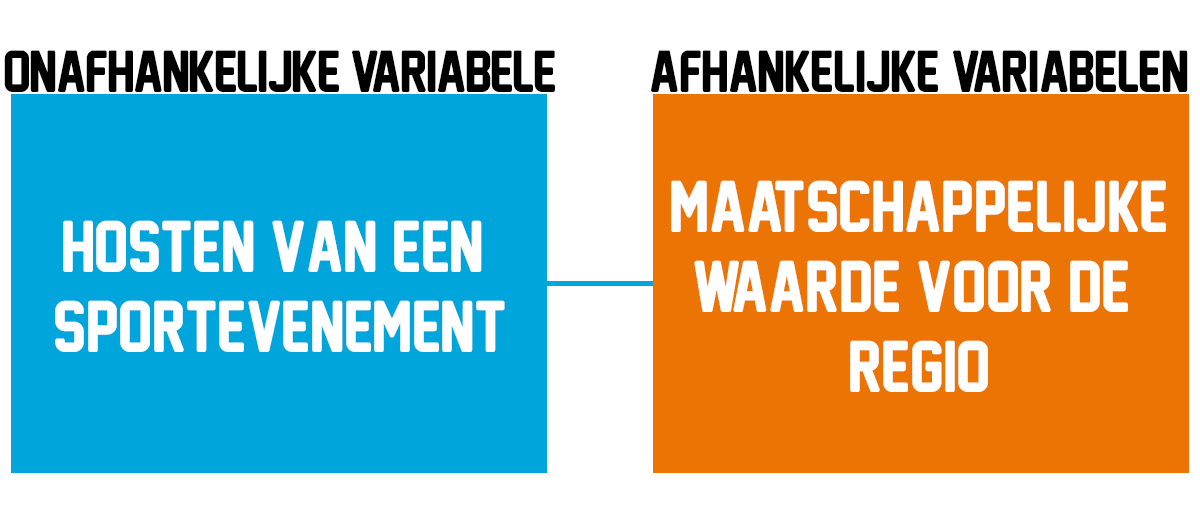 ONAFHANKELIJKE VARIABELE
HOSTEN VAN EEN
SPORTEVENEMENT
AFHANKELIJKE VARIABELEN
MAATSCHAPPELIJKE
WAARDE VOOR DE
REGIO